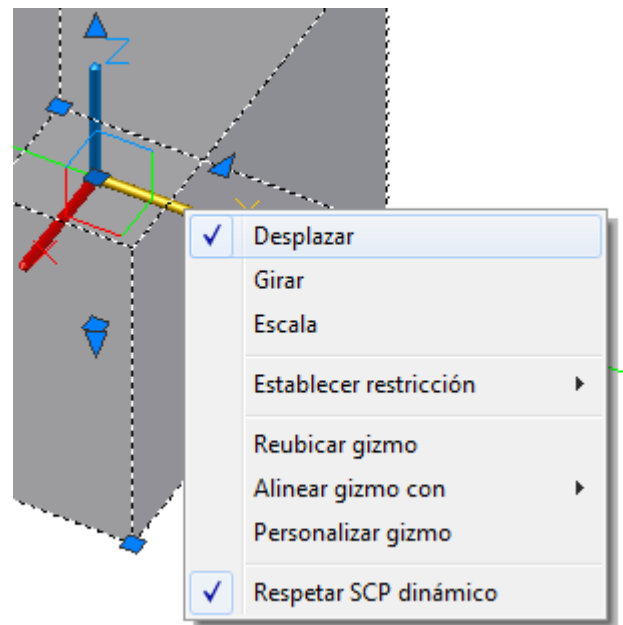 Z
X
Desplazar
Girar
Escala
Establecer restricción
Reubicar gizmo
Alinear gizmo con
Personalizar gizmo
Respetar SCP dinámico